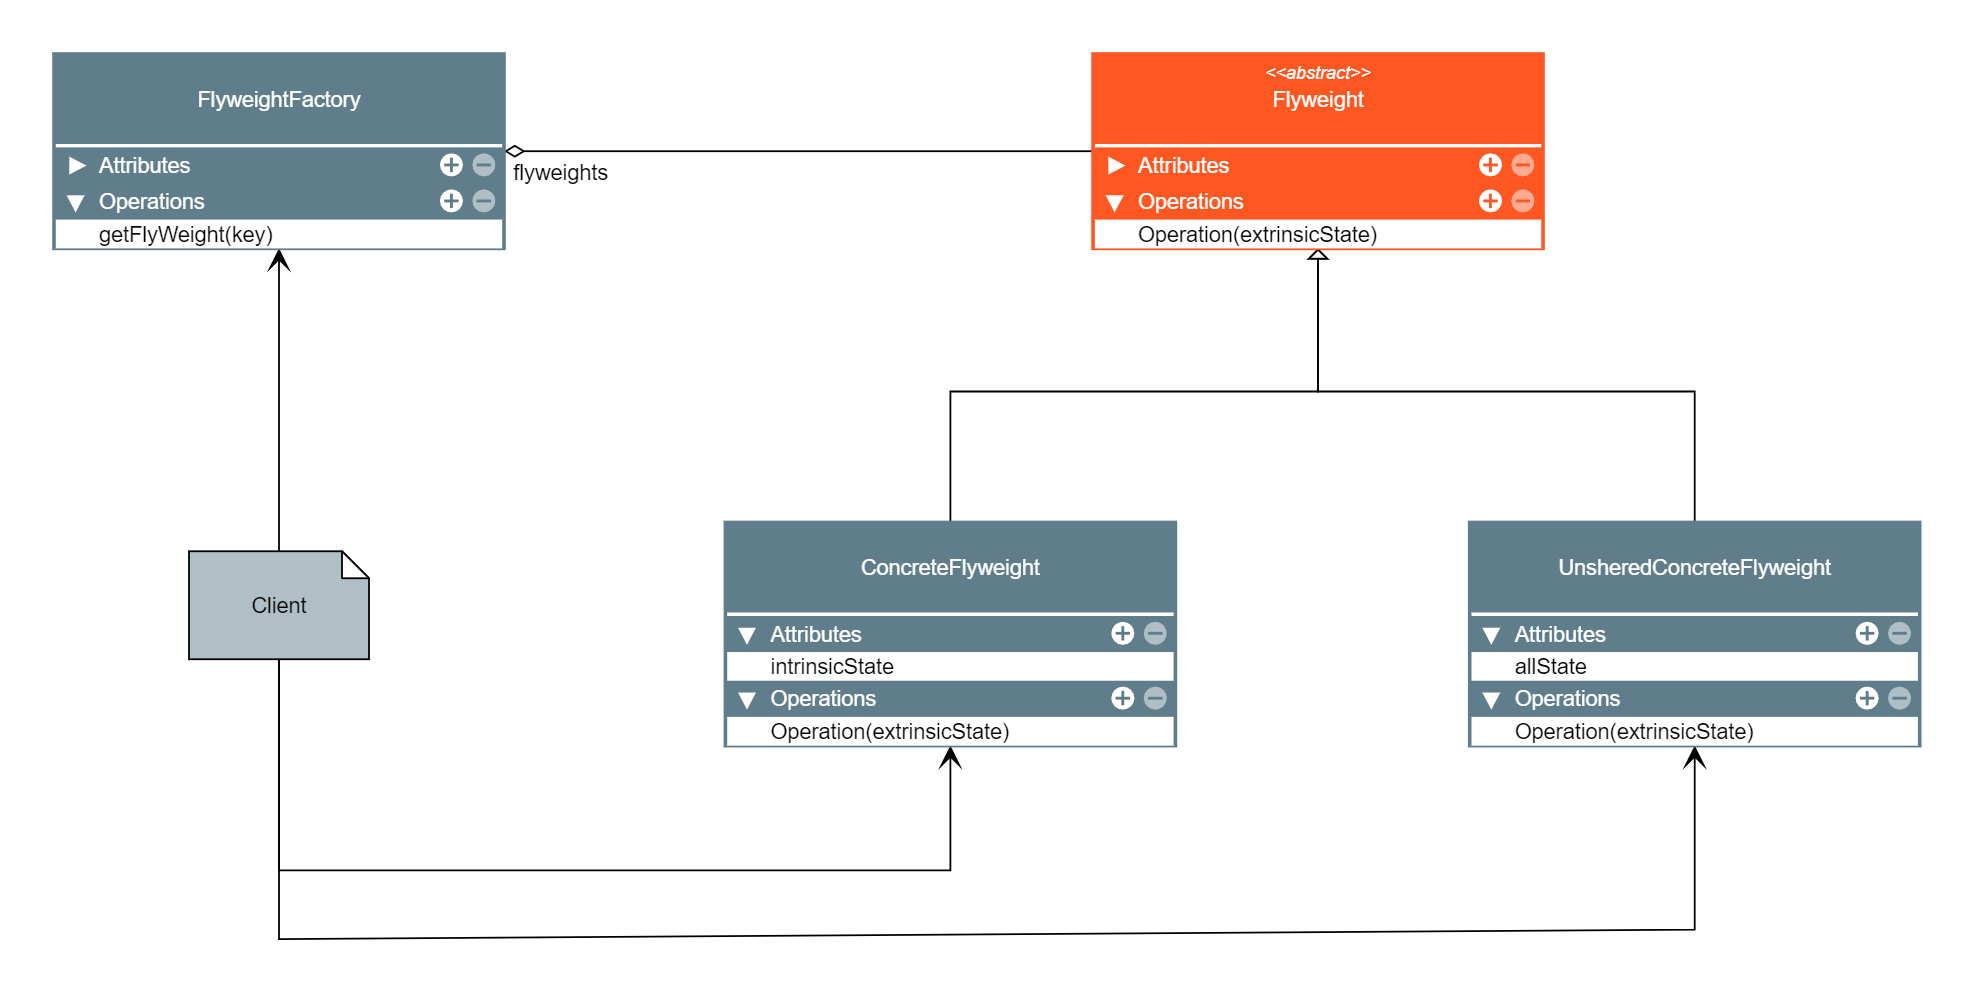 FlyweightFactory
Attributes
Operations
getFlyWeight(key)
flyweights
<<abstract>>
Flyweight
Attributes
Operations
Operation(extrinsicState)
Client
ConcreteFlyweight
Attributes
intrinsicState
Operations
Operation(extrinsicState)
UnsheredConcreteFlyweight
Attributes
allState
Operations
Operation(extrinsicState)